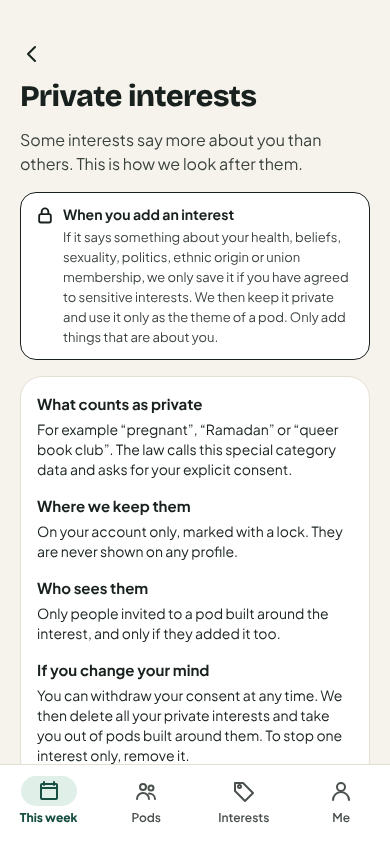 Private interests
Some interests say more about you than
others. This is how we look after them.
When you add an interest
If it says something about your health, beliefs,
sexuality, politics, ethnic origin or union
membership, we only save it if you have agreed
to sensitive interests. We then keep it private
and use it only as the theme of a pod. Only add
things that are about you.
What counts as private
For example “pregnant”, “Ramadan” or “queer
book club”. The law calls this special category
data and asks for your explicit consent.
Where we keep them
On your account only, marked with a lock. They
are never shown on any profile.
Who sees them
Only people invited to a pod built around the
interest, and only if they added it too.
If you change your mind
You can withdraw your consent at any time. We
then delete all your private interests and take
you out of pods built around them. To stop one
interest only, remove it.
This week
Pods
Interests
Me